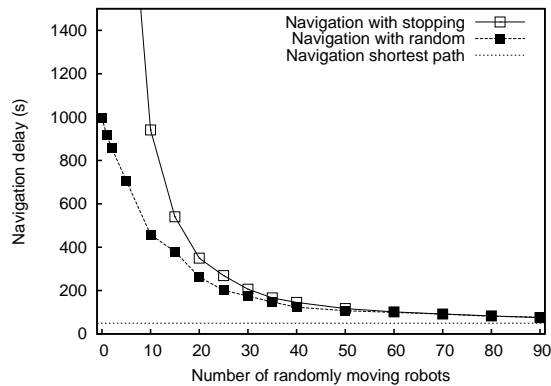 Navigation with stopping
Navigation with random
Navigation shortest path
1400
1200
1000
800
600
400
200
0
Navigation delay (s)
0 10 20 30 40 50 60 70 80 90
Number of randomly moving robots